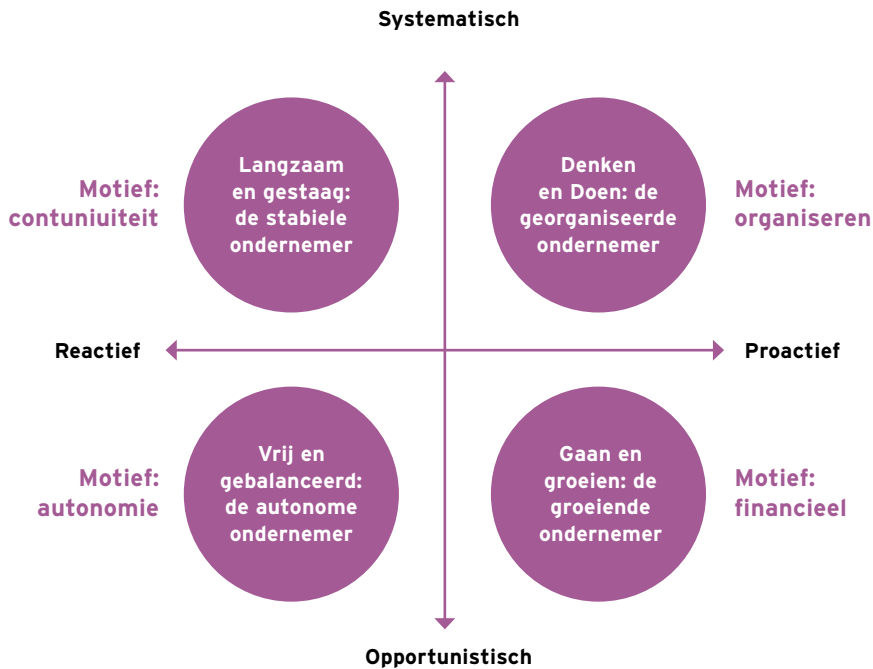 Systematisch
Motief:
contuniuiteit
Langzaam
en gestaag:
de stabiele
ondernemer
Denken
en Doen: de
georganiseerde
ondernemer
Motief:
organiseren
Reactief
Proactief
Motief:
autonomie
Vrij en
gebalanceerd:
de autonome
ondernemer
Gaan en
groeien: de
groeiende
ondernemer
Motief:
financieel
Opportunistisch